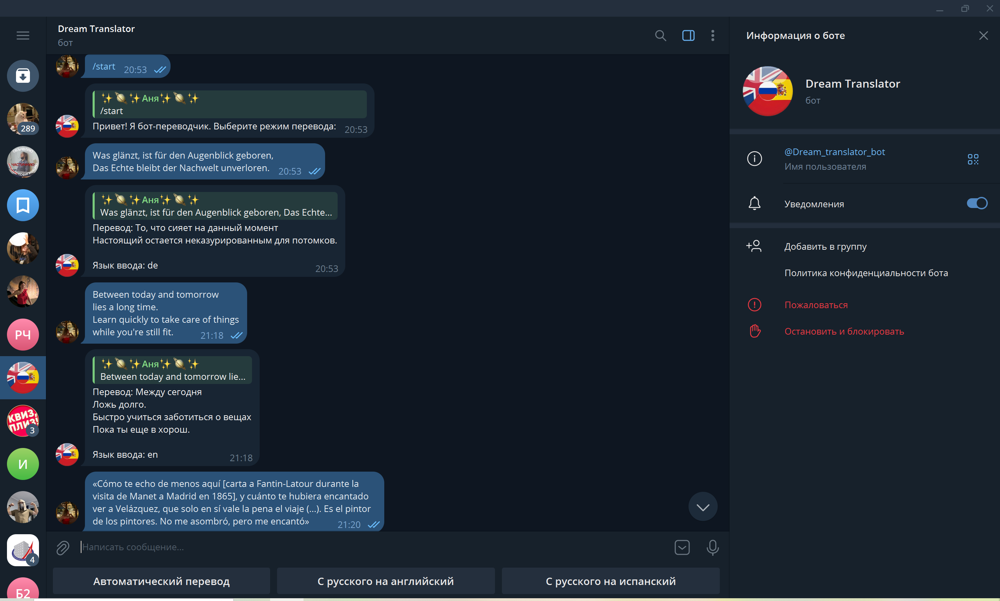 Dream Translator
бот
/start 20:53
✨🪐✨Аня✨🪐✨
/start
Привет! Я бот-переводчик. Выберите режим перевода: 20:53
Was glänzt, ist für den Augenblick geboren,
Das Echte bleibt der Nachwelt unverloren. 20:53
✨🪐✨Аня✨🪐✨
Was glänzt, ist für den Augenblick geboren, Das Echte...
Перевод: То, что сияет на данный момент
Настоящий остается неказурированным для потомков.
Язык ввода: de
20:53
Between today and tomorrow
lies a long time.
Learn quickly to take care of things
while you're still fit. 21:18
✨🪐✨Аня✨🪐✨
Between today and tomorrow lie...
Перевод: Между сегодня
Ложь долго.
Быстро учиться заботиться о вещах
Пока ты еще в хорош.
Язык ввода: en
21:18
«Cómo te echo de menos aquí [carta a Fantin-Latour durante la
visita de Manet a Madrid en 1865], y cuánto te hubiera encantado
ver a Velázquez, que solo en sí vale la pena el viaje (...). Es el pintor
de los pintores. No me asombró, pero me encantó» 21:20
Написать сообщение...
Автоматический перевод
С русского на английский
С русского на испанский
Информация о боте
Dream Translator
бот
@Dream_translator_bot
Имя пользователя
Уведомления
Добавить в группу
Политика конфиденциальности бота
Пожаловаться
Остановить и блокировать
289
ОБЪЯВЛЯЮ
ЧАСТИЧНУЮ
ПОФИГИЗ
РЧ
КВИЗ,
ПЛИЗ!
3
И
4
Б2